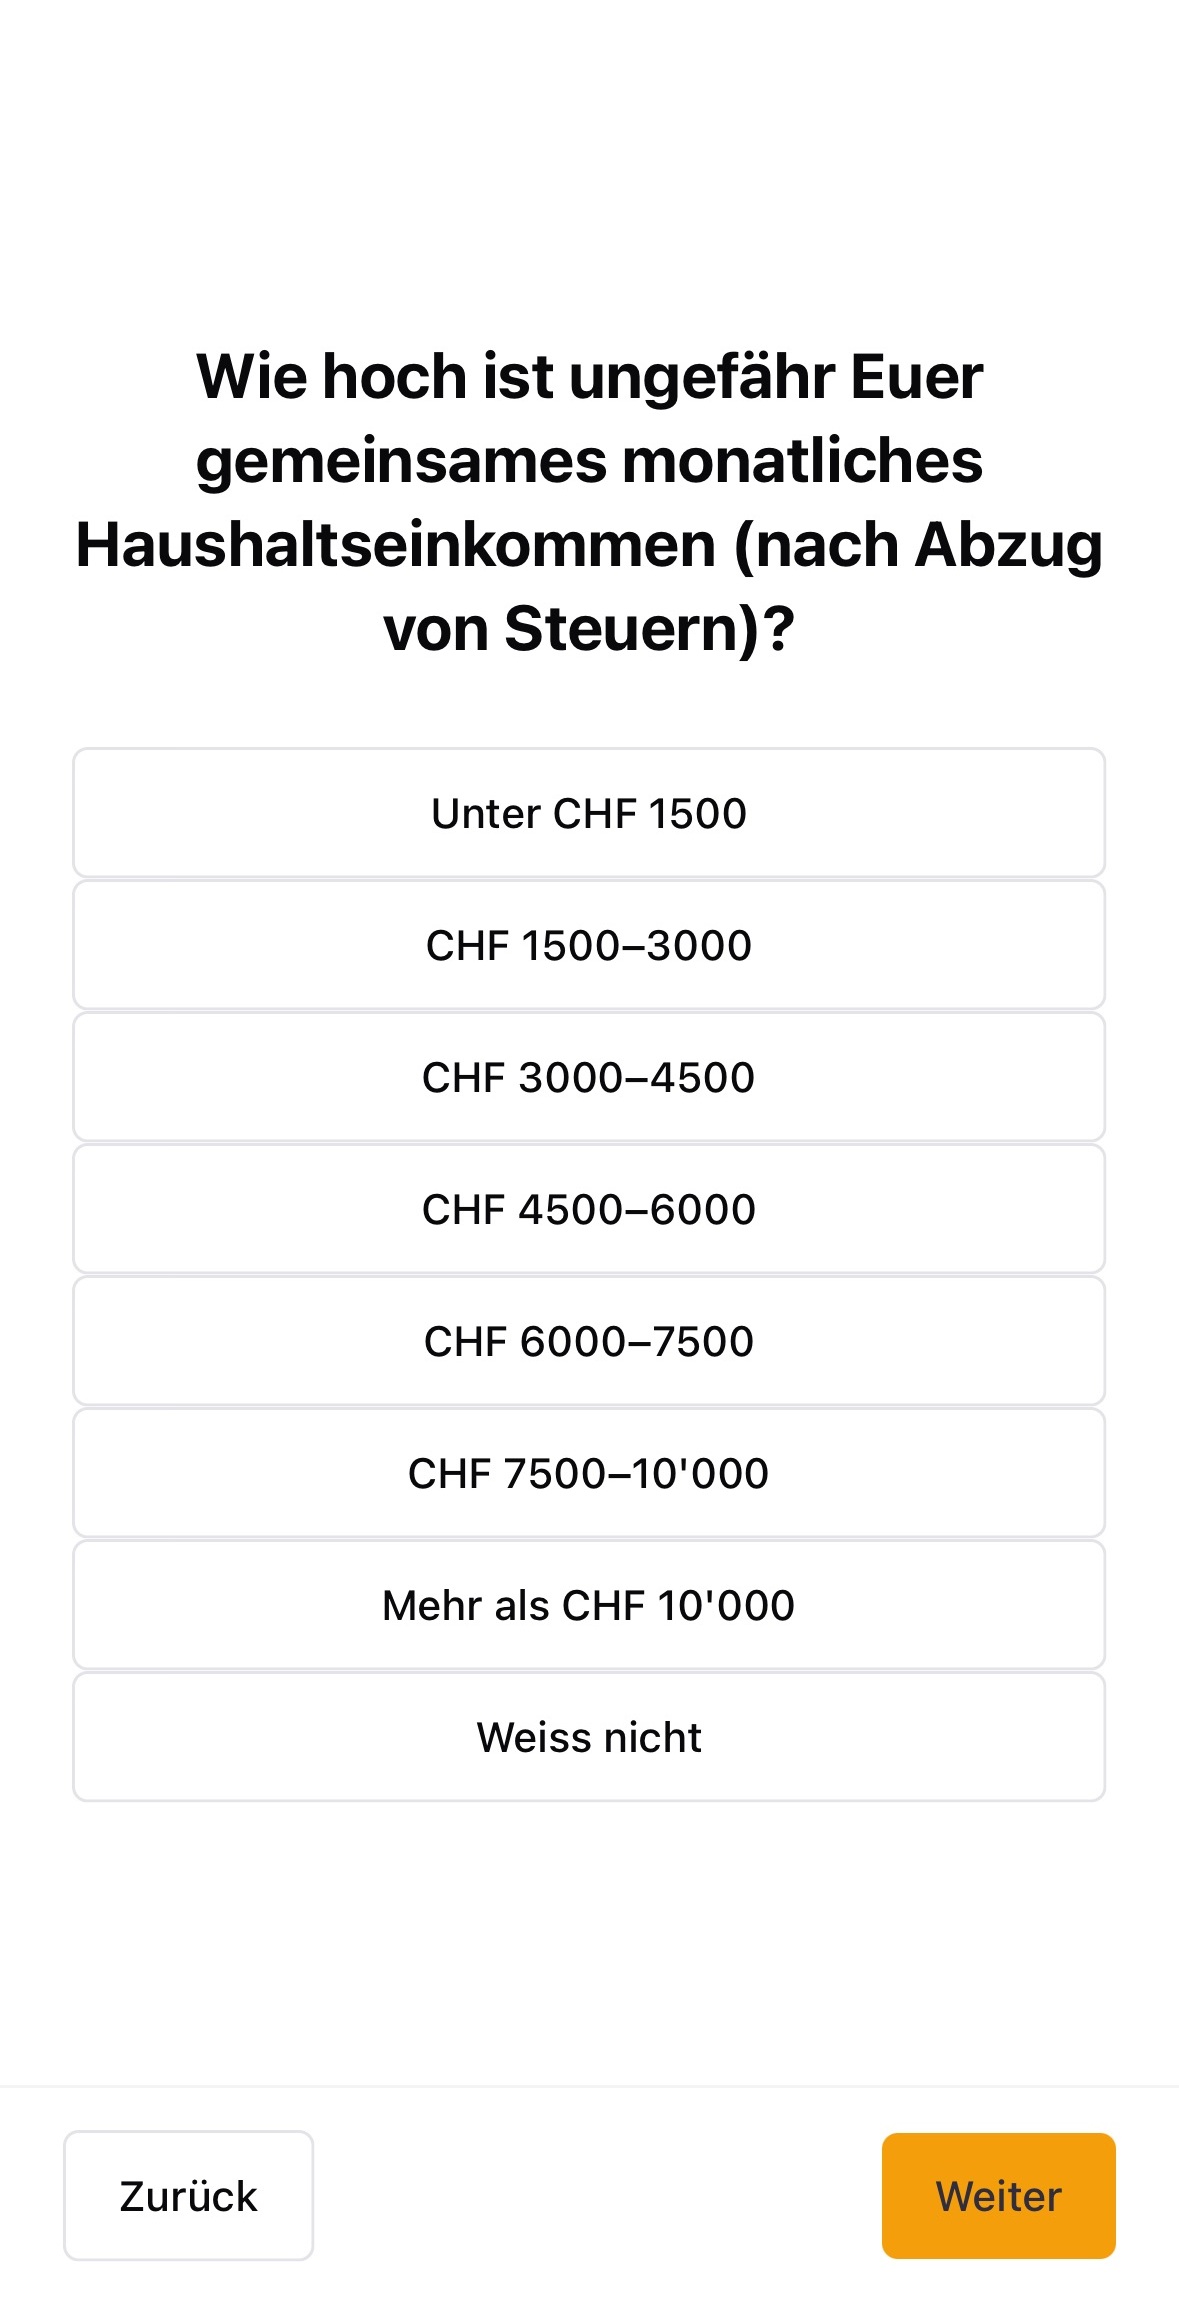 Wie hoch ist ungefähr Euer
gemeinsames monatliches
Haushaltseinkommen (nach Abzug
von Steuern)?
Unter CHF 1500
CHF 1500–3000
CHF 3000–4500
CHF 4500–6000
CHF 6000–7500
CHF 7500–10'000
Mehr als CHF 10'000
Weiss nicht
Zurück
Weiter